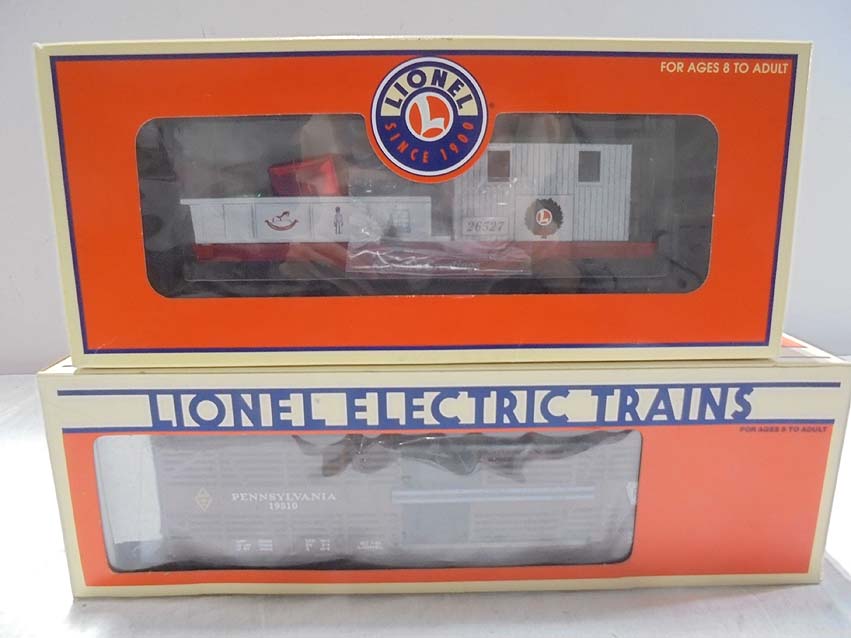 FOR AGES 8 TO ADULT
LIONEL
L
SINCE 1900
26527
L
LIONEL ELECTRIC TRAINS
FOR AGES 8 TO ADULT
PENNSYLVANIA
19510